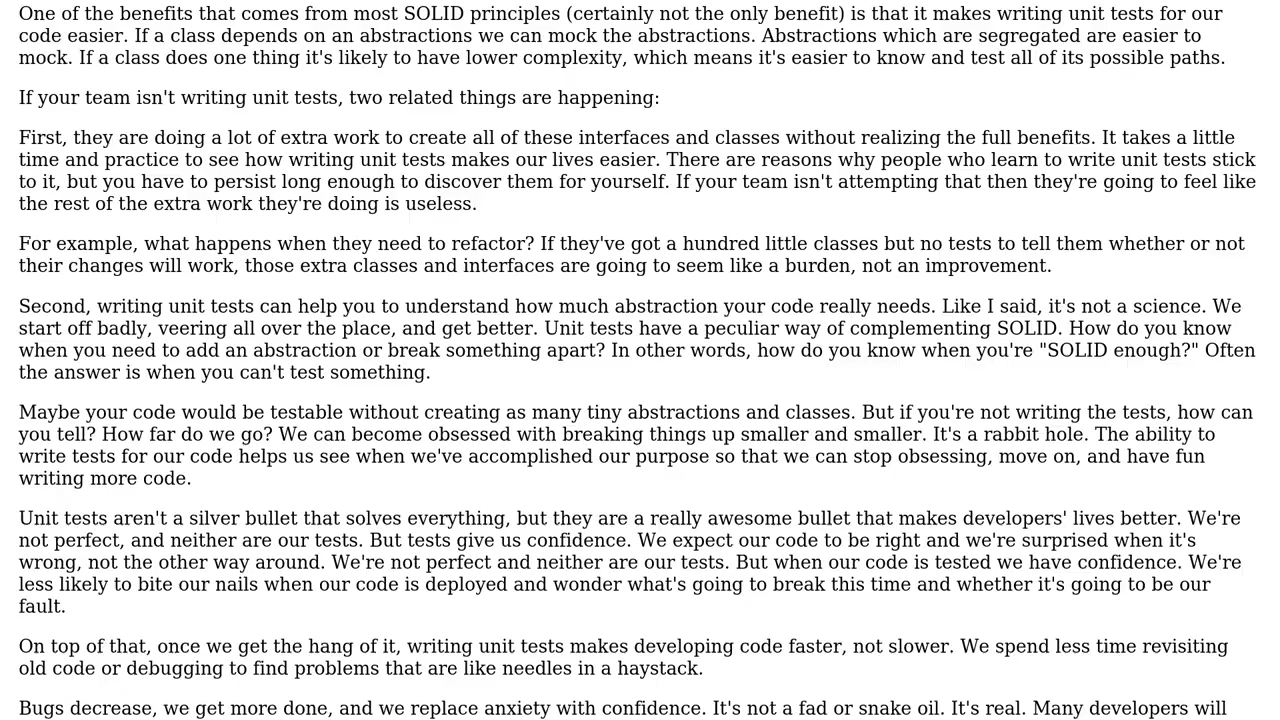 One of the benefits that comes from most SOLID principles (certainly not the only benefit) is that it makes writing unit tests for our
code easier. If a class depends on an abstractions we can mock the abstractions. Abstractions which are segregated are easier to
mock. If a class does one thing it's likely to have lower complexity, which means it's easier to know and test all of its possible paths.
If your team isn't writing unit tests, two related things are happening:
First, they are doing a lot of extra work to create all of these interfaces and classes without realizing the full benefits. It takes a little
time and practice to see how writing unit tests makes our lives easier. There are reasons why people who learn to write unit tests stick
to it, but you have to persist long enough to discover them for yourself. If your team isn't attempting that then they're going to feel like
the rest of the extra work they're doing is useless.
For example, what happens when they need to refactor? If they've got a hundred little classes but no tests to tell them whether or not
their changes will work, those extra classes and interfaces are going to seem like a burden, not an improvement.
Second, writing unit tests can help you to understand how much abstraction your code really needs. Like I said, it's not a science. We
start off badly, veering all over the place, and get better. Unit tests have a peculiar way of complementing SOLID. How do you know
when you need to add an abstraction or break something apart? In other words, how do you know when you're "SOLID enough?" Often
the answer is when you can't test something.
Maybe your code would be testable without creating as many tiny abstractions and classes. But if you're not writing the tests, how can
you tell? How far do we go? We can become obsessed with breaking things up smaller and smaller. It's a rabbit hole. The ability to
write tests for our code helps us see when we've accomplished our purpose so that we can stop obsessing, move on, and have fun
writing more code.
Unit tests aren't a silver bullet that solves everything, but they are a really awesome bullet that makes developers' lives better. We're
not perfect, and neither are our tests. But tests give us confidence. We expect our code to be right and we're surprised when it's
wrong, not the other way around. We're not perfect and neither are our tests. But when our code is tested we have confidence. We're
less likely to bite our nails when our code is deployed and wonder what's going to break this time and whether it's going to be our
fault.
On top of that, once we get the hang of it, writing unit tests makes developing code faster, not slower. We spend less time revisiting
old code or debugging to find problems that are like needles in a haystack.
Bugs decrease, we get more done, and we replace anxiety with confidence. It's not a fad or snake oil. It's real. Many developers will